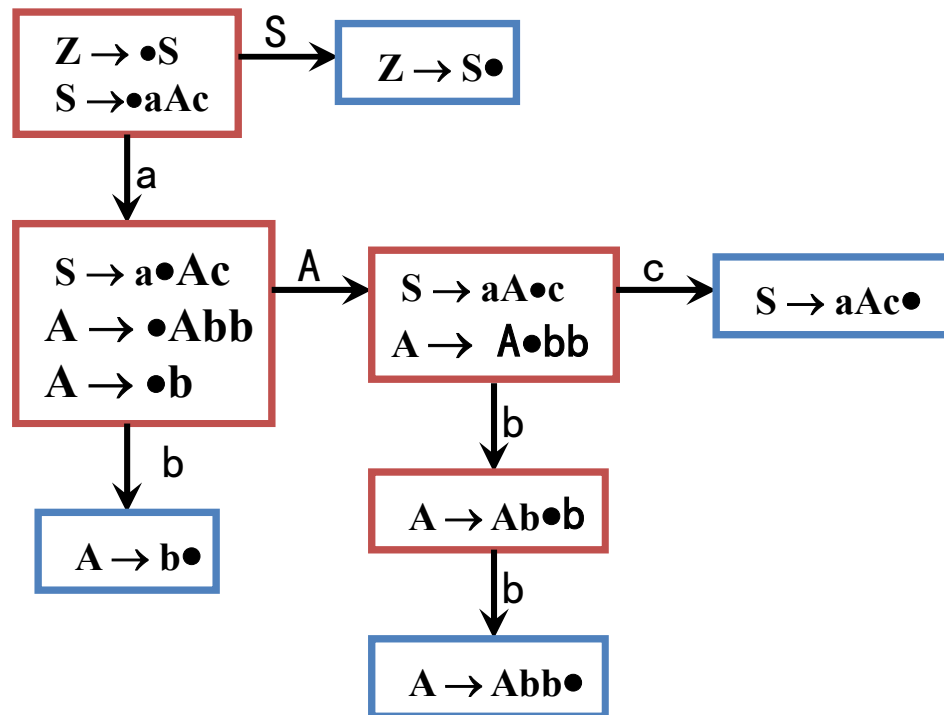 Z → •S
S → •aAc
S
Z → S•
a
S → a•Ac
A → •Abb
A → •b
A
S → aA•c
A → A•bb
c
S → aAc•
b
A → b•
b
A → Ab•b
b
A → Abb•